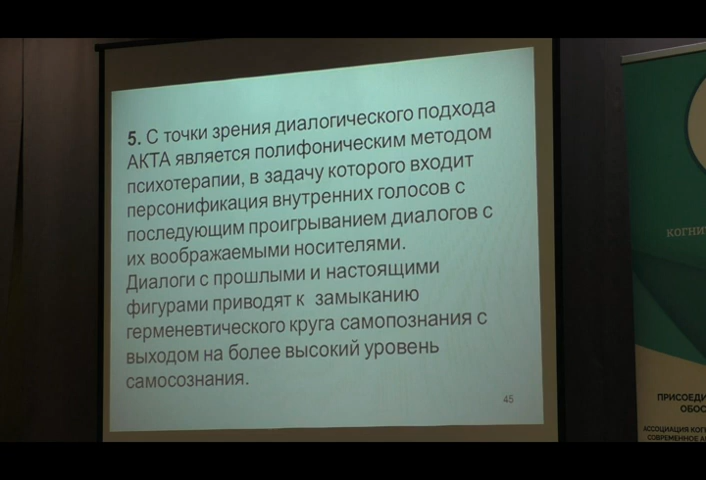 5. С точки зрения диалогического подхода
АКТА является полифоническим методом
психотерапии, в задачу которого входит
персонификация внутренних голосов с
последующим проигрыванием диалогов с
их воображаемыми носителями.
Диалоги с прошлыми и настоящими
фигурами приводят к замыканию
герменевтического круга самопознания с
выходом на более высокий уровень
самосознания.
45
КОГНИ
ПРИСОЕДИ
ОБОС
АССОЦИАЦИЯ КОГ
СОВРЕМЕННОЕ А